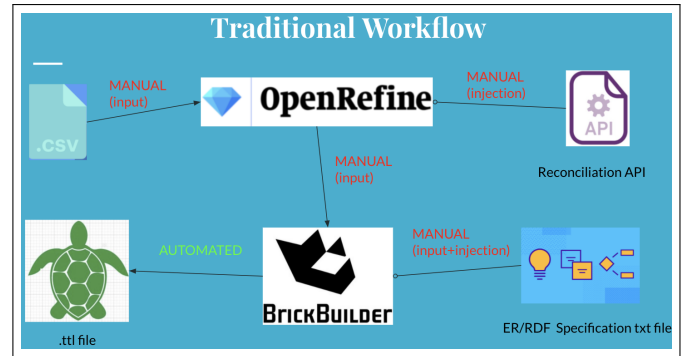 Traditional Workflow
MANUAL
(input)
.CSV
OpenRefine
MANUAL
(injection)
API
Reconciliation API
MANUAL
(input)
AUTOMATED
MANUAL
(input+injection)
BRICKBUILDER
.ttl file
ER/RDF Specification txt file